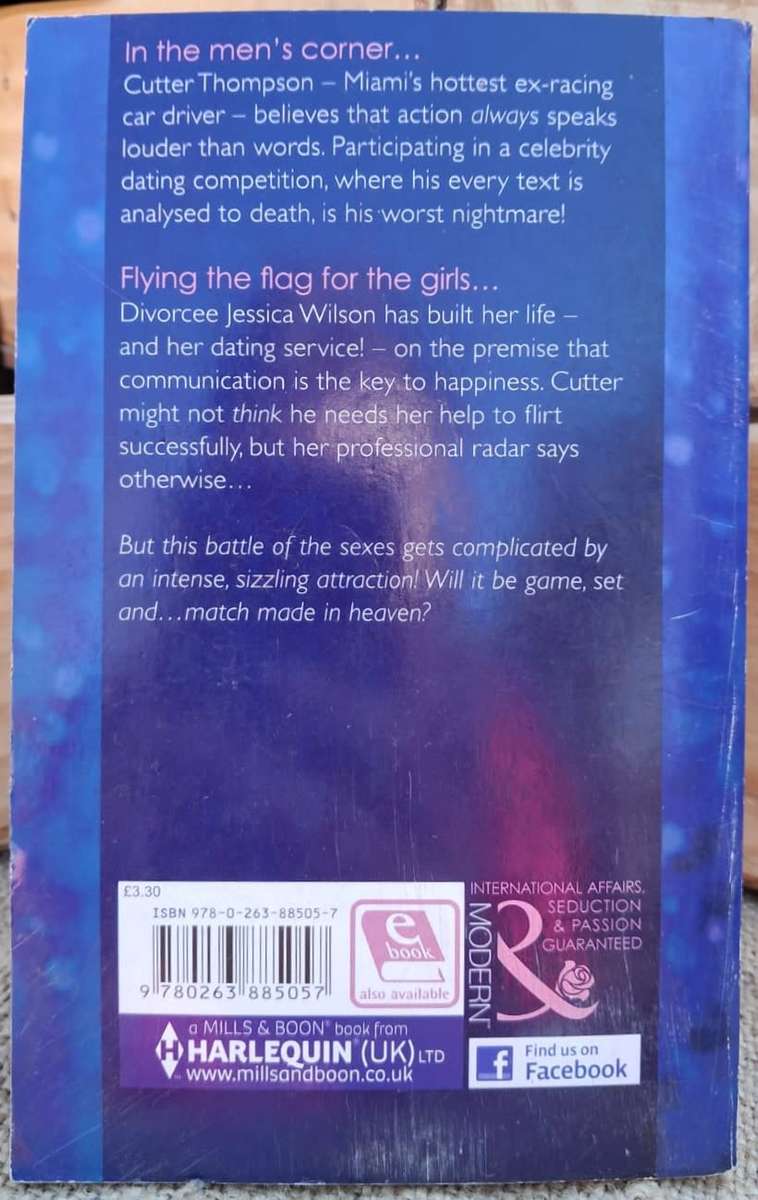 In the men's corner...
Cutter Thompson – Miami's hottest ex-racing
car driver – believes that action always speaks
louder than words. Participating in a celebrity
dating competition, where his every text is
analysed to death, is his worst nightmare!
Flying the flag for the girls...
Divorcee Jessica Wilson has built her life –
and her dating service! – on the premise that
communication is the key to happiness. Cutter
might not think he needs her help to flirt
successfully, but her professional radar says
otherwise...
But this battle of the sexes gets complicated by
an intense, sizzling attraction! Will it be game, set
and...match made in heaven?
£3.30
ISBN 978-0-263-88505-7
9 780263 885057
e
book
also available
INTERNATIONAL AFFAIRS,
SEDUCTION
& PASSION
GUARANTEED
MODERN
a MILLS & BOON® book from
H HARLEQUIN® (UK) LTD
www.millsandboon.co.uk
f Find us on
Facebook